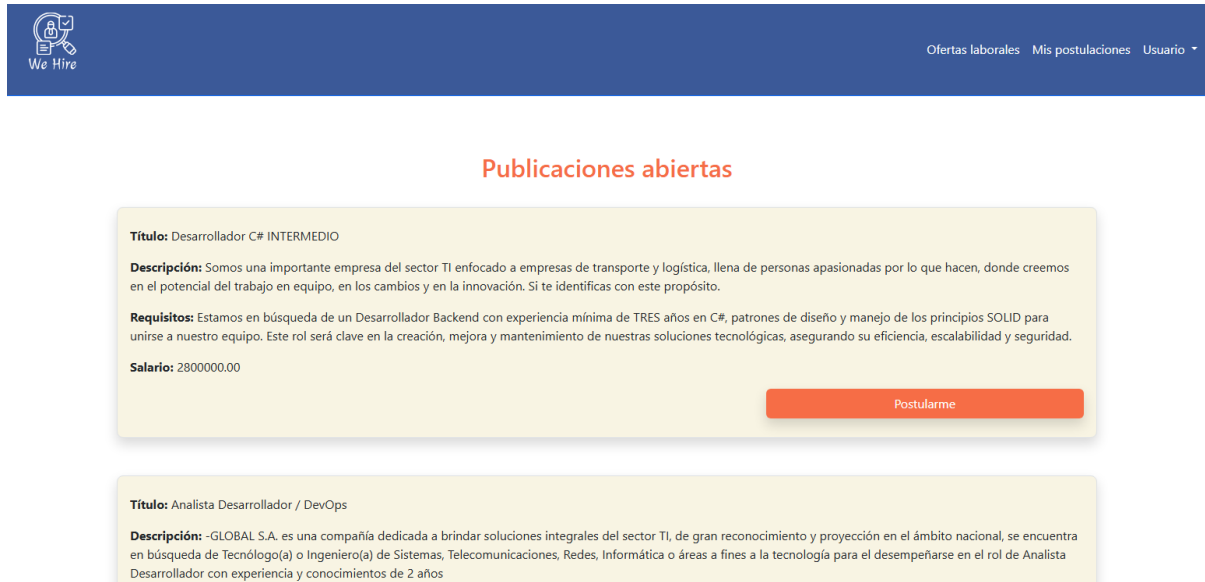 We Hire
Ofertas laborales Mis postulaciones Usuario
Publicaciones abiertas
Título: Desarrollador C# INTERMEDIO
Descripción: Somos una importante empresa del sector TI enfocado a empresas de transporte y logística, llena de personas apasionadas por lo que hacen, donde creemos
en el potencial del trabajo en equipo, en los cambios y en la innovación. Si te identificas con este propósito.
Requisitos: Estamos en búsqueda de un Desarrollador Backend con experiencia mínima de TRES años en C#, patrones de diseño y manejo de los principios SOLID para
unirse a nuestro equipo. Este rol será clave en la creación, mejora y mantenimiento de nuestras soluciones tecnológicas, asegurando su eficiencia, escalabilidad y seguridad.
Salario: 2800000.00
Postularme
Título: Analista Desarrollador / DevOps
Descripción: -GLOBAL S.A. es una compañía dedicada a brindar soluciones integrales del sector TI, de gran reconocimiento y proyección en el ámbito nacional, se encuentra
en búsqueda de Tecnólogo(a) o Ingeniero(a) de Sistemas, Telecomunicaciones, Redes, Informática o áreas a fines a la tecnología para el desempeñarse en el rol de Analista
Desarrollador con experiencia y conocimientos de 2 años